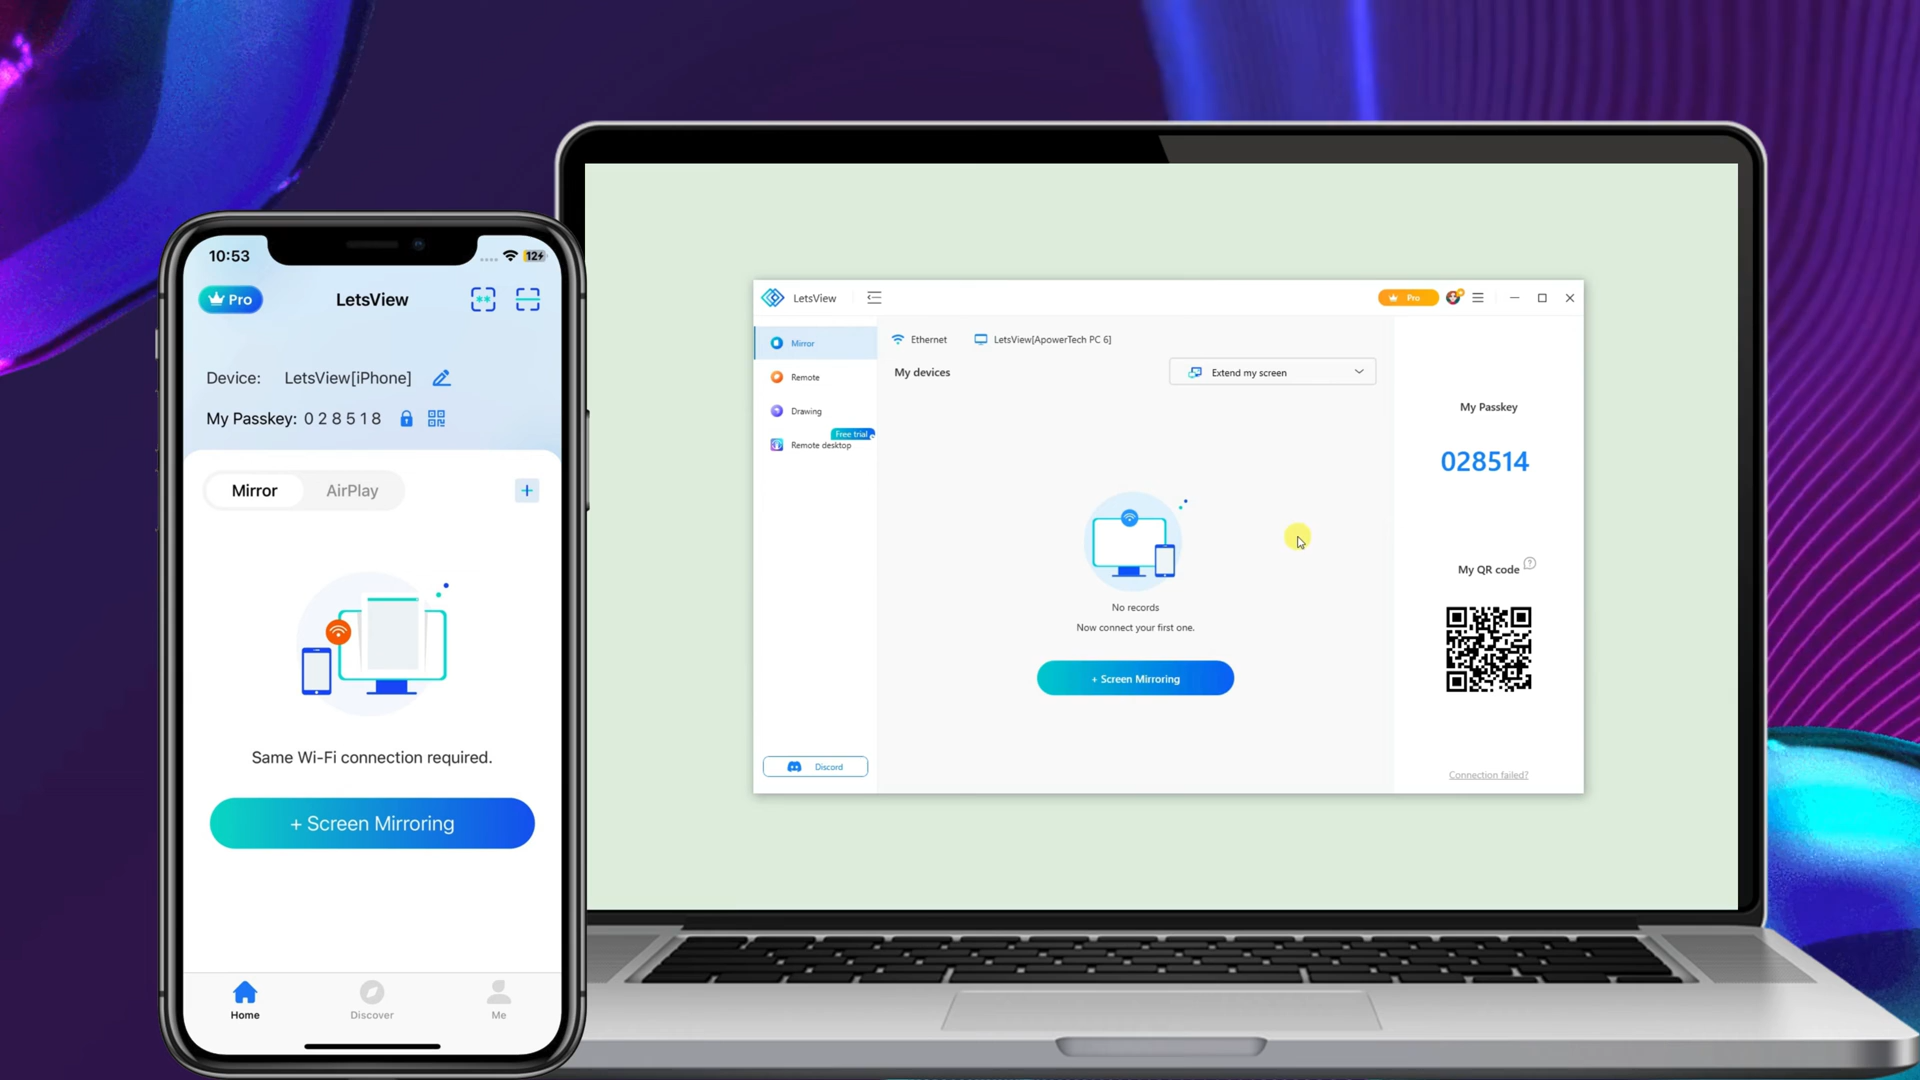 10:53
12
Pro
LetsView
Device: LetsView[iPhone]
My Passkey: 0 2 8 5 1 8
Mirror
AirPlay
+
Same Wi-Fi connection required.
+ Screen Mirroring
Home
Discover
Me
LetsView
Pro
Mirror
Remote
Drawing
Free trial
Remote desktop
Discord
Ethernet
LetsView[ApowerTech PC 6]
My devices
Extend my screen
No records
Now connect your first one.
+ Screen Mirroring
My Passkey
028514
My QR code
?
Connection failed?